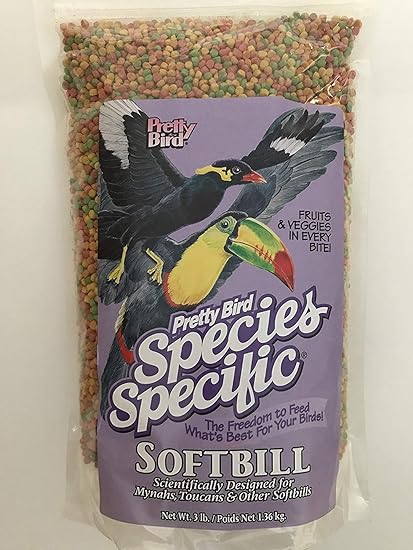 Pretty
Bird
FRUITS
& VEGGIES
IN EVERY
BITE!
Pretty Bird
Species
Specific®
The Freedom to Feed
What's Best For Your Birds!
SOFTBILL
Scientifically Designed for
Mynahs, Toucans & Other Softbills
Net Wt. 3 lb. / Poids Net 1.36 kg.